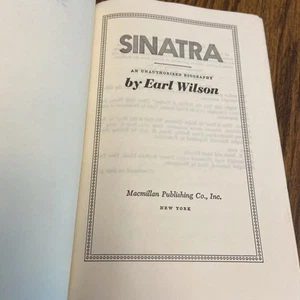 SINATRA
AN UNAUTHORIZED BIOGRAPHY
by Earl Wilson
Macmillan Publishing Co., Inc.
NEW YORK